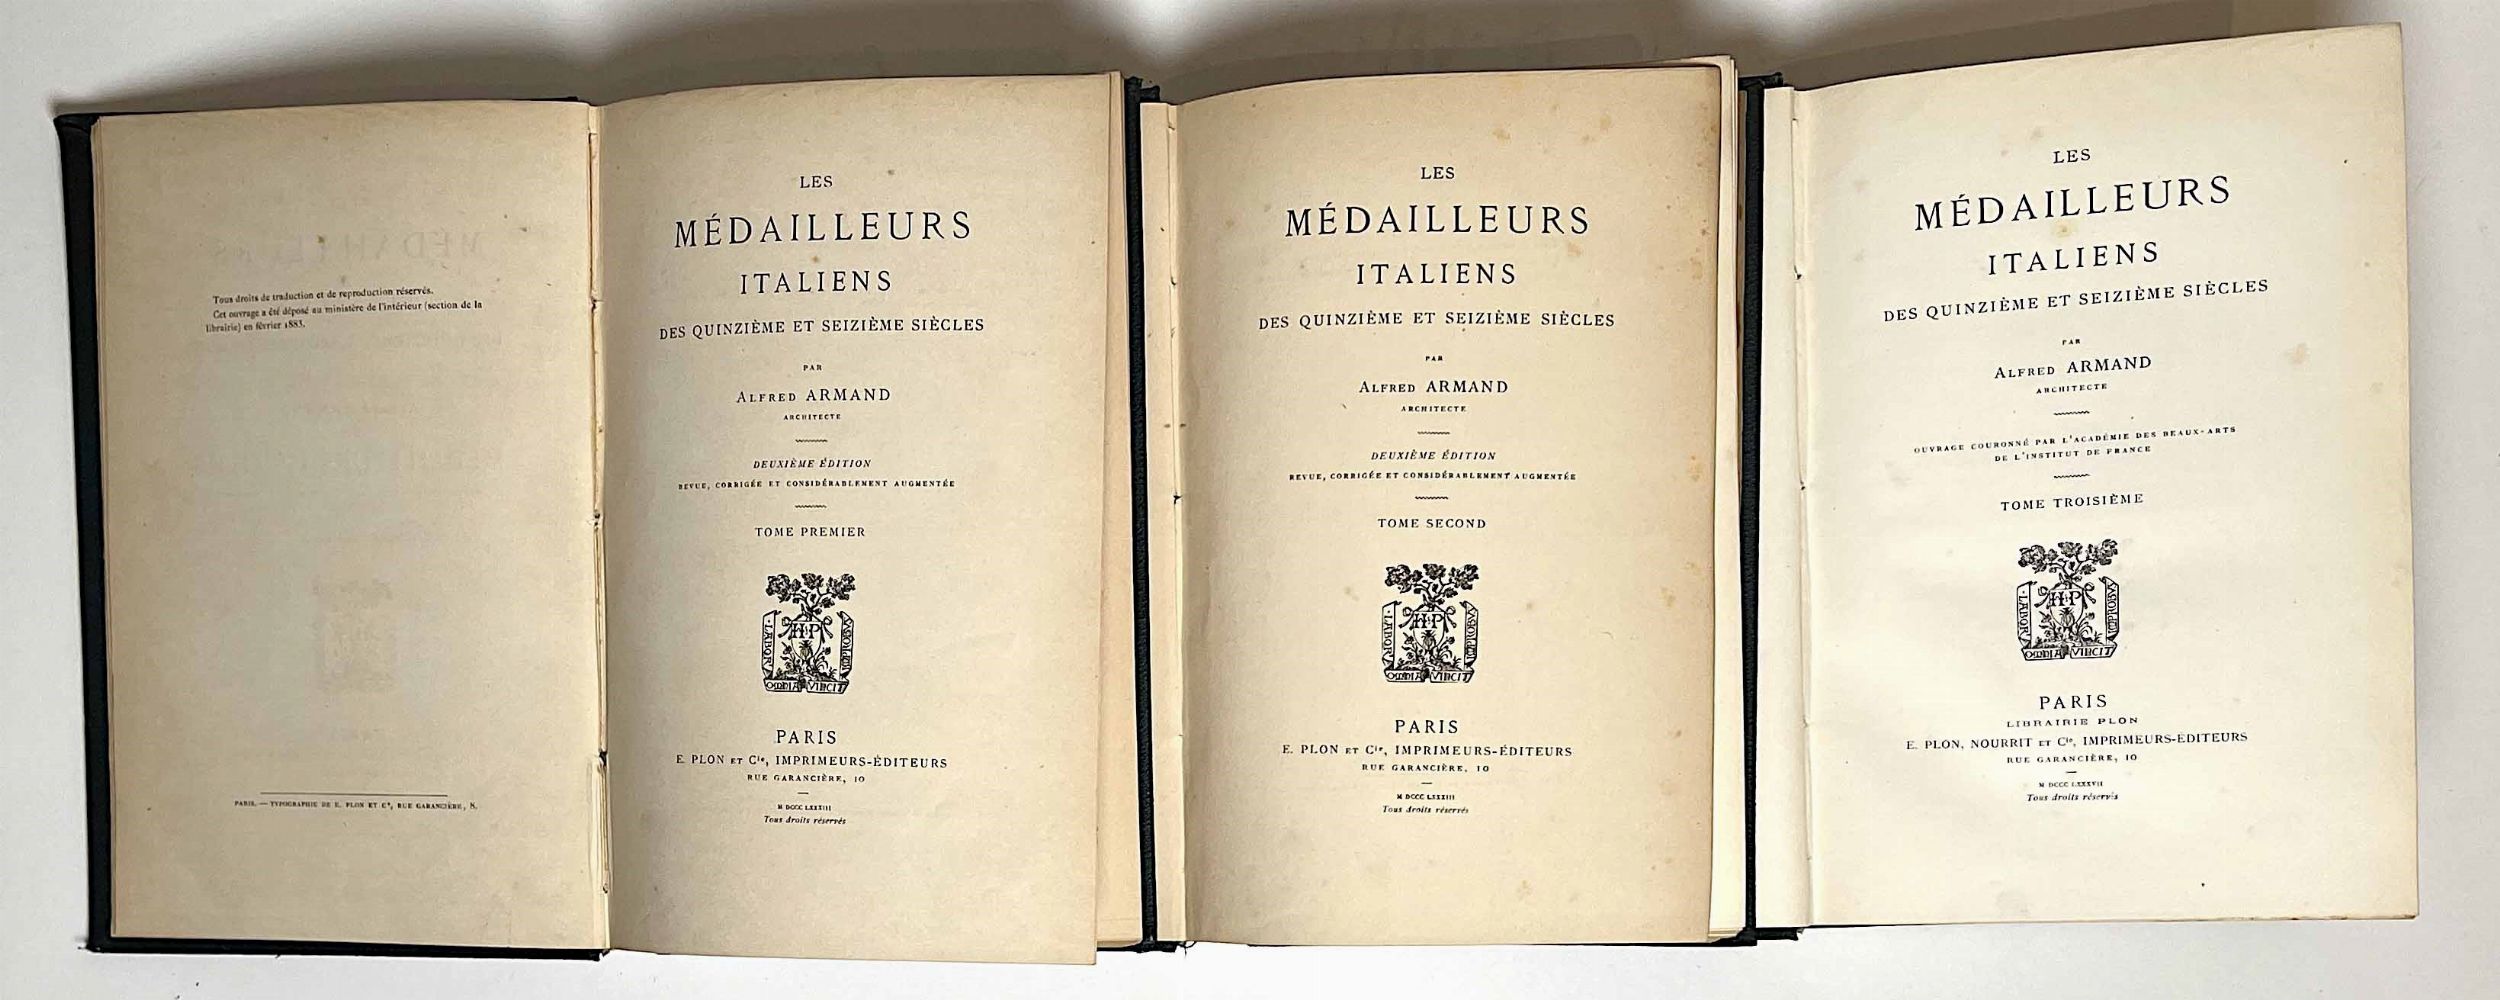 Tous droits de traduction et de reproduction réservés.
Cet ouvrage a été déposé au ministère de l'intérieur (section de la
librairie) en février 1883.
PARIS. — TYPOGRAPHIE DE E. PLON ET Cie, RUE GARANCIÈRE, 8.
LES
MÉDAILLEURS
ITALIENS
DES QUINZIÈME ET SEIZIÈME SIÈCLES
PAR
ALFRED ARMAND
ARCHITECTE
DEUXIÈME ÉDITION
REVUE, CORRIGÉE ET CONSIDÉRABLEMENT AUGMENTÉE
TOME PREMIER
H P
LABOR
IMPROBVS
OMNIA VINCIT
PARIS
E. PLON ET Cie, IMPRIMEURS-ÉDITEURS
RUE GARANCIÈRE, 10
M DCCC LXXXIII
Tous droits réservés
LES
MÉDAILLEURS
ITALIENS
DES QUINZIÈME ET SEIZIÈME SIÈCLES
PAR
ALFRED ARMAND
ARCHITECTE
DEUXIÈME ÉDITION
REVUE, CORRIGÉE ET CONSIDÉRABLEMENT AUGMENTÉE
TOME SECOND
H P
LABOR
IMPROBVS
OMNIA VINCIT
PARIS
E. PLON ET Cie, IMPRIMEURS-ÉDITEURS
RUE GARANCIÈRE, 10
M DCCC LXXXIII
Tous droits réservés
LES
MÉDAILLEURS
ITALIENS
DES QUINZIÈME ET SEIZIÈME SIÈCLES
PAR
ALFRED ARMAND
ARCHITECTE
OUVRAGE COURONNÉ PAR L'ACADÉMIE DES BEAUX-ARTS
DE L'INSTITUT DE FRANCE
TOME TROISIÈME
H P
LABOR
IMPROBVS
OMNIA VINCIT
PARIS
LIBRAIRIE PLON
E. PLON, NOURRIT ET Cie, IMPRIMEURS-ÉDITEURS
RUE GARANCIÈRE, 10
M DCCC LXXXVII
Tous droits réservés